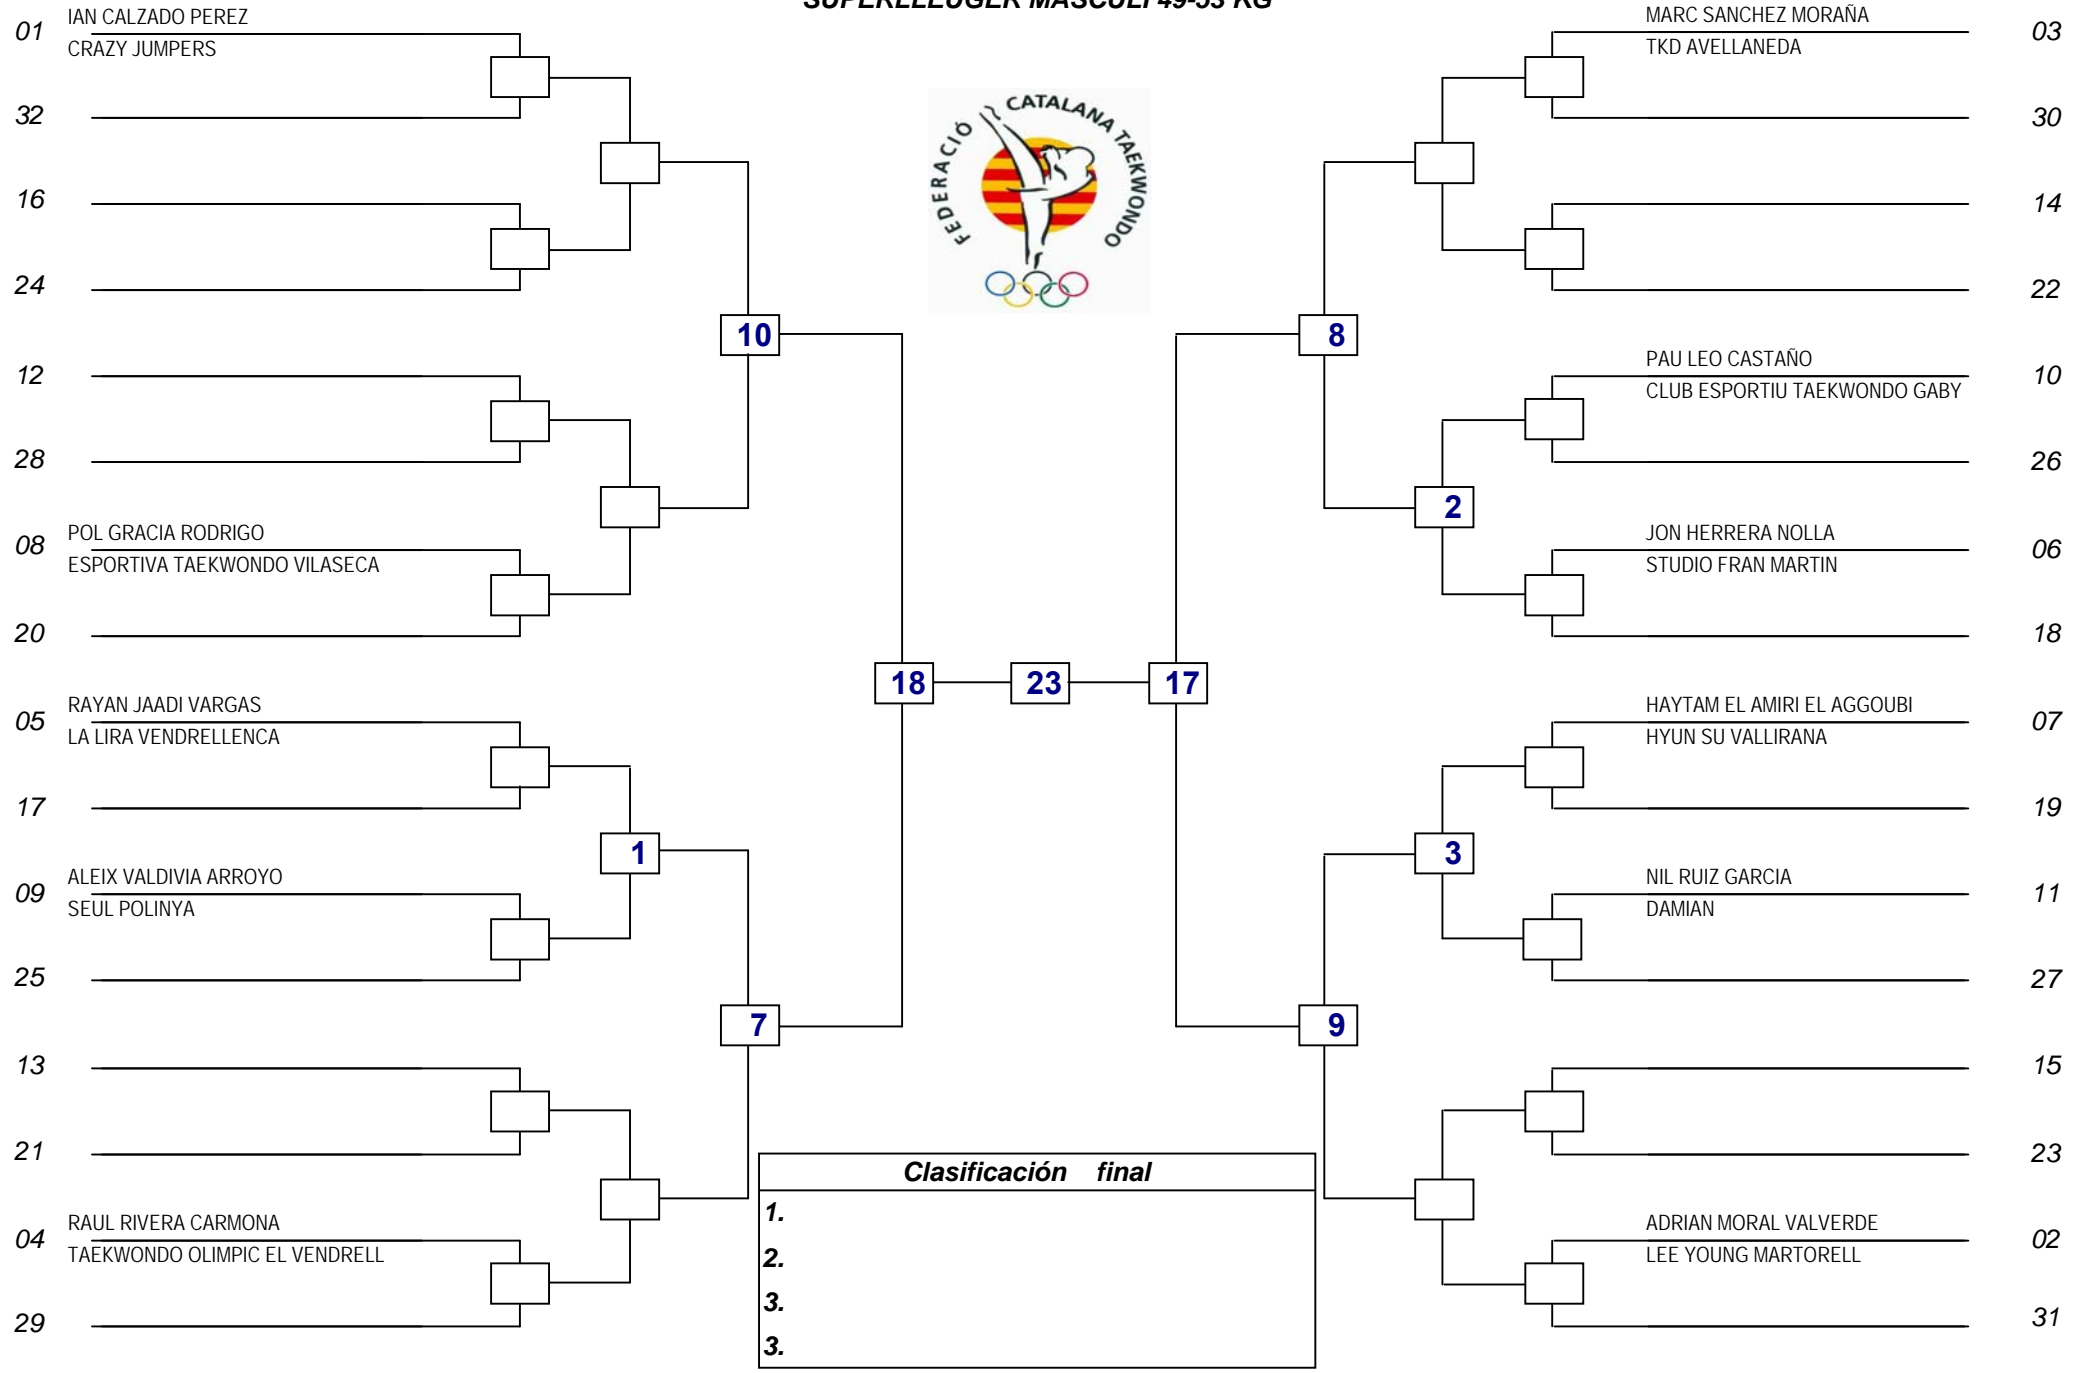 SUPERLLEUGER MASCULI 49-53 KG
01
IAN CALZADO PEREZ
CRAZY JUMPERS
32
16
24
12
28
08
POL GRACIA RODRIGO
ESPORTIVA TAEKWONDO VILASECA
20
05
RAYAN JAADI VARGAS
LA LIRA VENDRELLENCA
17
09
ALEIX VALDIVIA ARROYO
SEUL POLINYA
25
13
21
04
RAUL RIVERA CARMONA
TAEKWONDO OLIMPIC EL VENDRELL
29
10
1
7
18
23
17
FEDERACIÓ CATALANA TAEKWONDO
8
2
3
9
MARC SANCHEZ MORAÑA
TKD AVELLANEDA
03
30
14
22
PAU LEO CASTAÑO
CLUB ESPORTIU TAEKWONDO GABY
10
26
JON HERRERA NOLLA
STUDIO FRAN MARTIN
06
18
HAYTAM EL AMIRI EL AGGOUBI
HYUN SU VALLIRANA
07
19
NIL RUIZ GARCIA
DAMIAN
11
27
15
23
ADRIAN MORAL VALVERDE
LEE YOUNG MARTORELL
02
31
Clasificación final
1.
2.
3.
3.